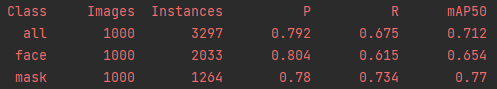 Class Images Instances P R mAP50
all 1000 3297 0.792 0.675 0.712
face 1000 2033 0.804 0.615 0.654
mask 1000 1264 0.78 0.734 0.77